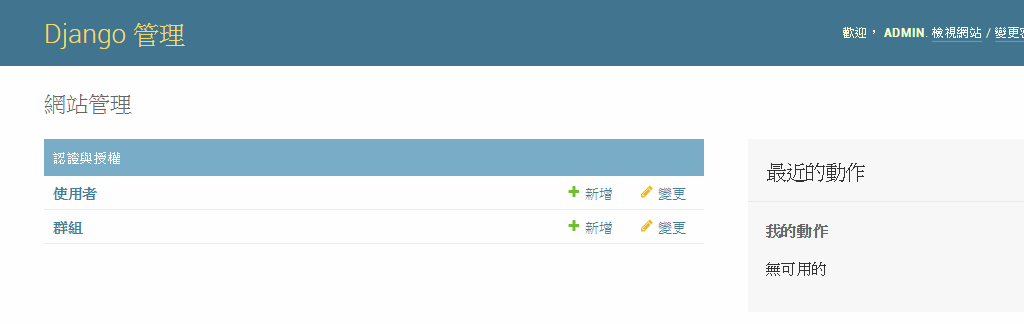 Django 管理
歡迎， ADMIN. 檢視網站 / 變更
網站管理
認證與授權
使用者 新增 變更
群組 新增 變更
最近的動作
我的動作
無可用的